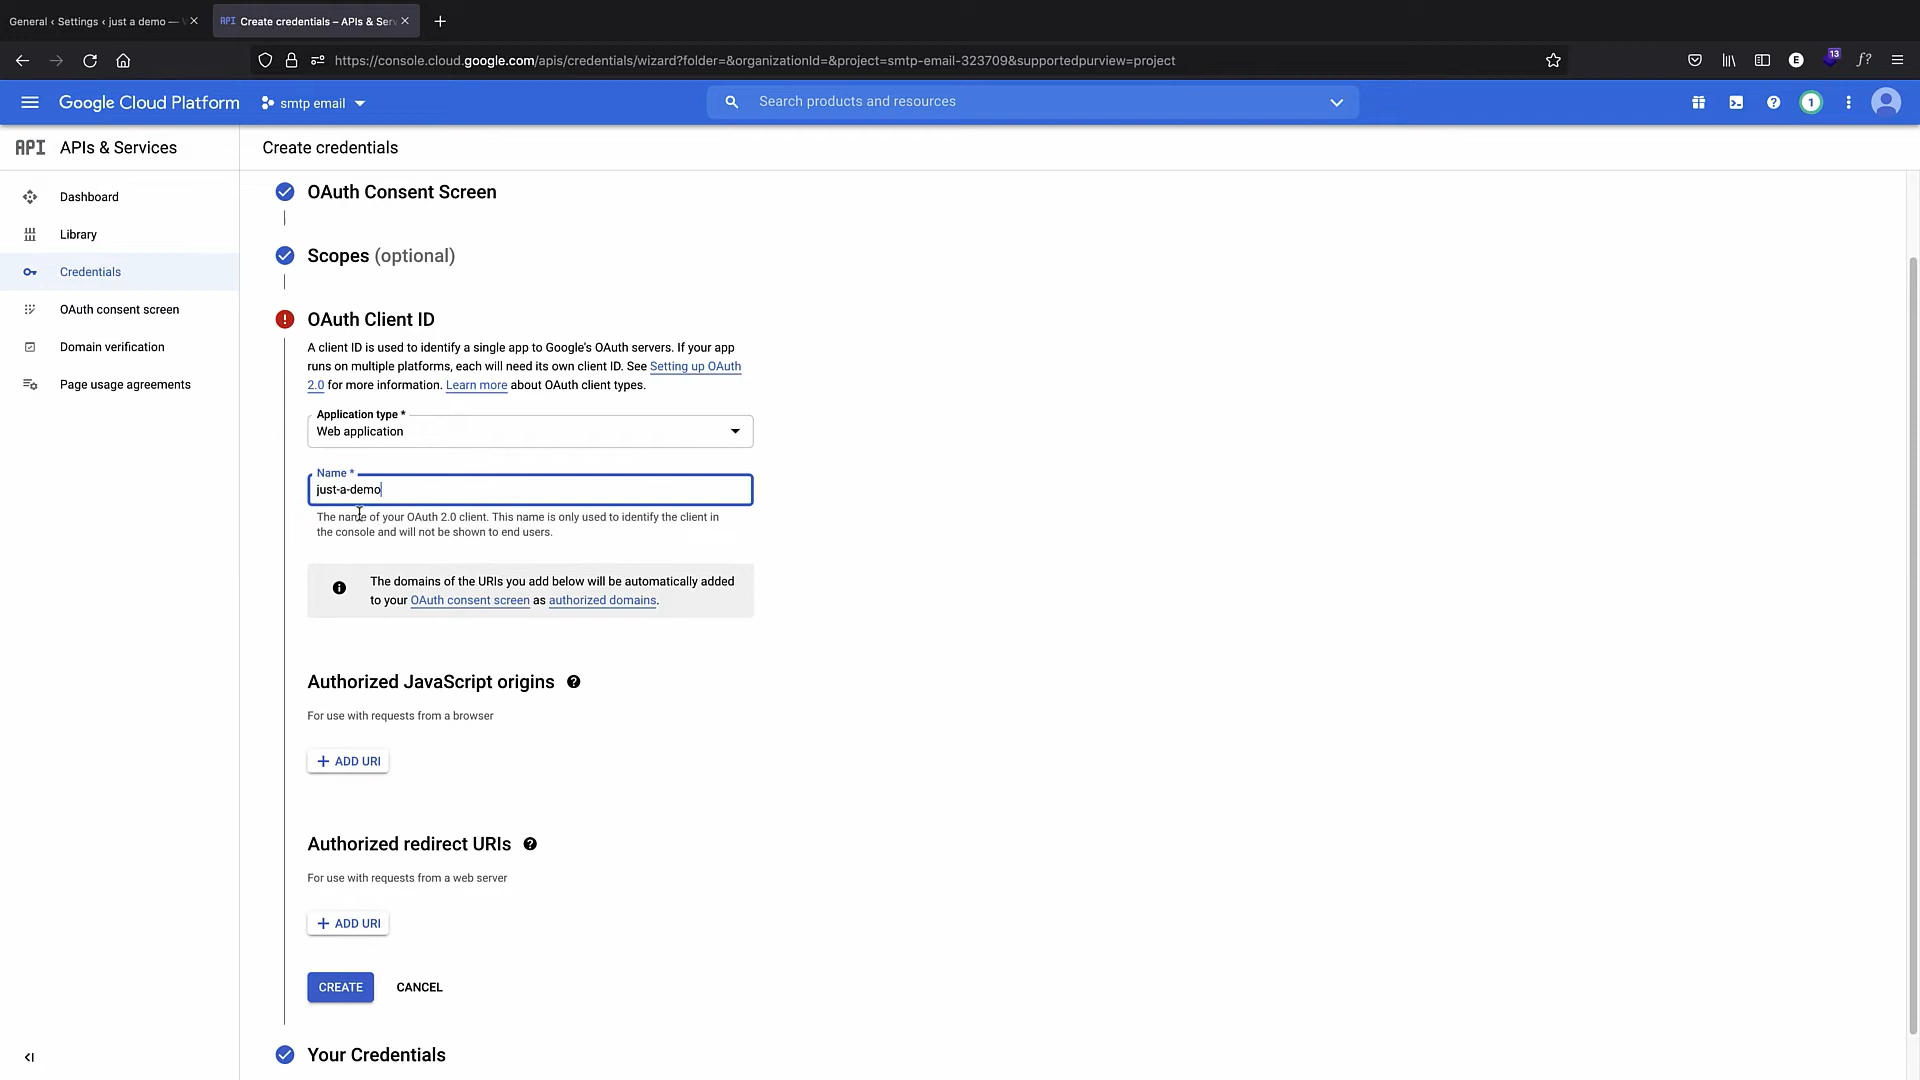 General ‹ Settings ‹ just a demo —
API Create credentials – APIs & Ser
https://console.cloud.google.com/apis/credentials/wizard?folder=&organizationId=&project=smtp-email-323709&supportedpurview=project
E
13
f?
Google Cloud Platform
smtp email
Search products and resources
1
API APIs & Services
Create credentials
Dashboard
Library
Credentials
OAuth consent screen
Domain verification
Page usage agreements
OAuth Consent Screen
Scopes (optional)
OAuth Client ID
A client ID is used to identify a single app to Google's OAuth servers. If your app
runs on multiple platforms, each will need its own client ID. See Setting up OAuth
2.0 for more information. Learn more about OAuth client types.
Application type *
Web application
Name *
just-a-demo
The name of your OAuth 2.0 client. This name is only used to identify the client in
the console and will not be shown to end users.
The domains of the URIs you add below will be automatically added
to your OAuth consent screen as authorized domains.
Authorized JavaScript origins
For use with requests from a browser
+ ADD URI
Authorized redirect URIs
For use with requests from a web server
+ ADD URI
CREATE
CANCEL
Your Credentials